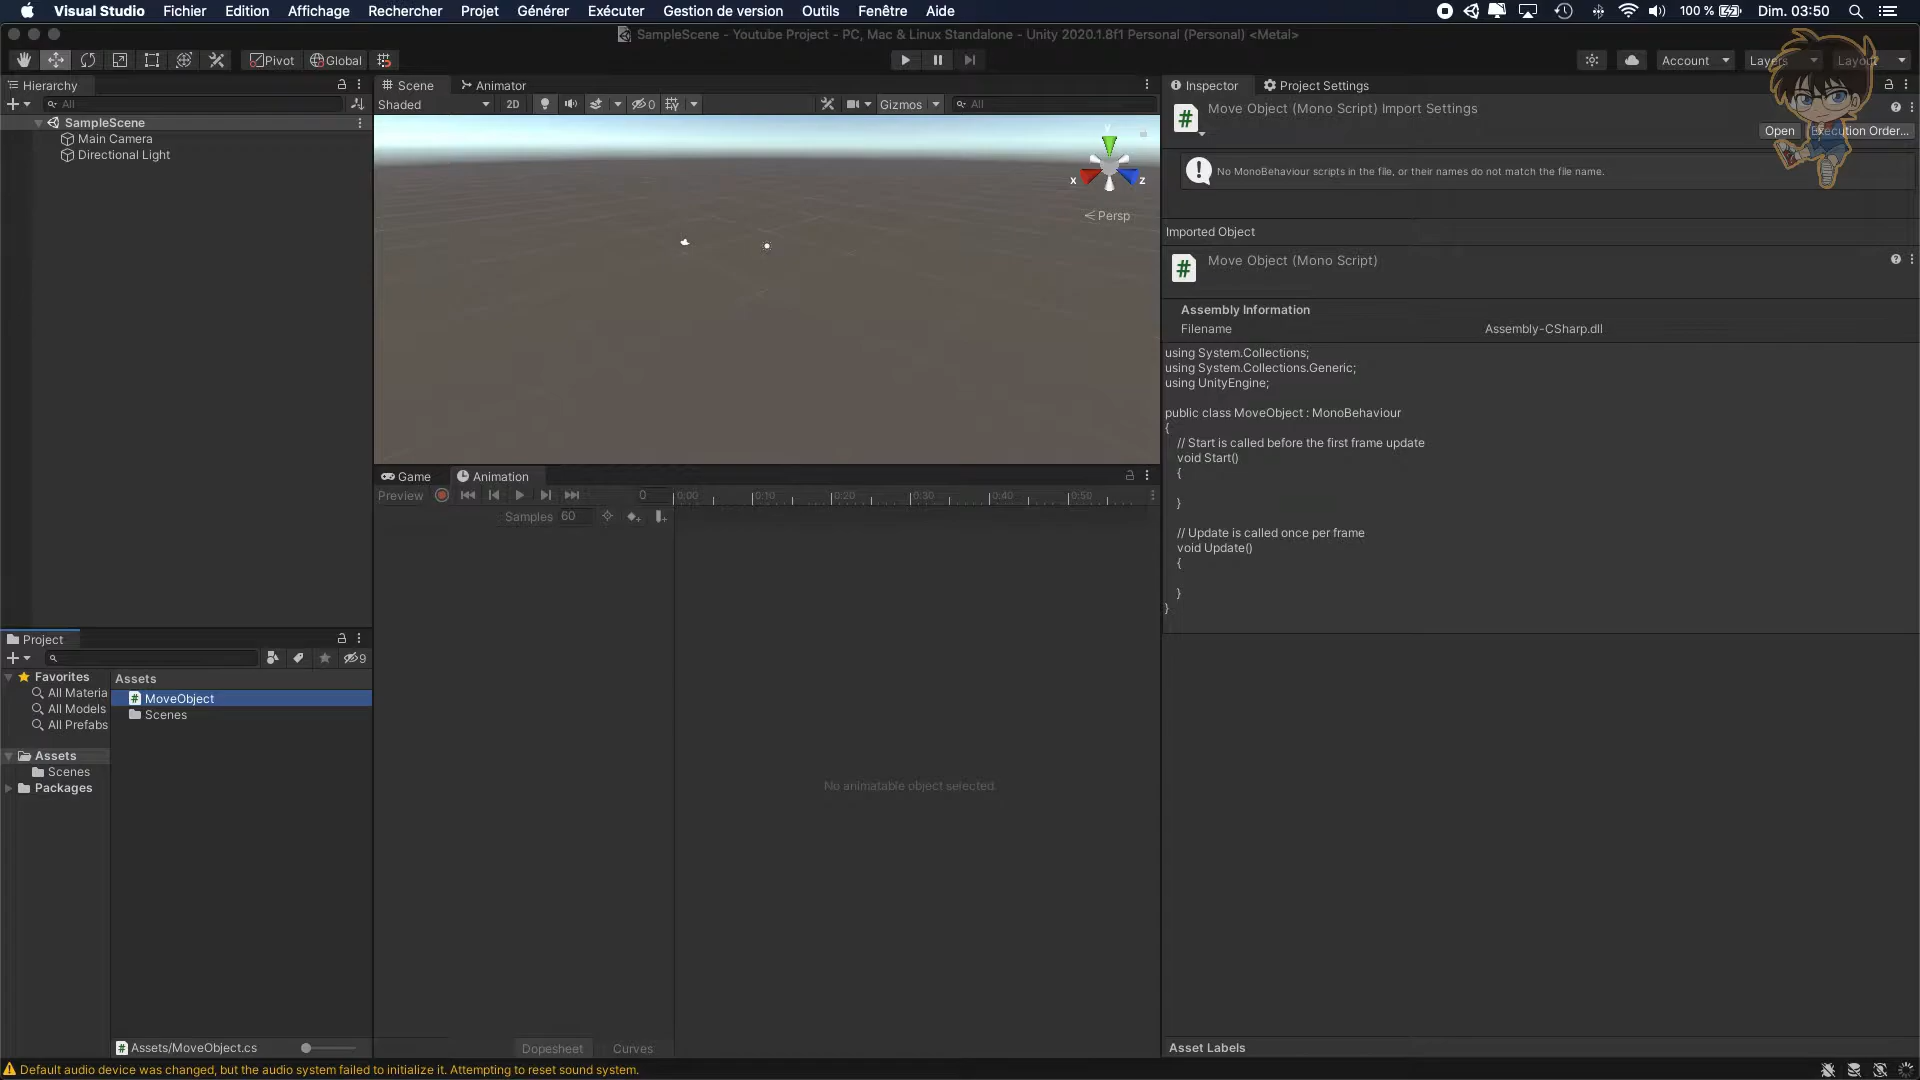 Visual Studio Fichier Edition Affichage Rechercher Projet Générer Exécuter Gestion de version Outils Fenêtre Aide 100 % Dim. 03:50
SampleScene - Youtube Project - PC, Mac & Linux Standalone - Unity 2020.1.8f1 Personal (Personal) <Metal>
Pivot Global Account Layers
Hierarchy
All
SampleScene
Main Camera
Directional Light
Scene Animator
Shaded 2D 0 Gizmos All
x z
Persp
Game Animation
Preview 0 0:00 0:10 0:20 0:30 0:40 0:50
Samples 60
No animatable object selected.
Dopesheet Curves
Inspector Project Settings
Move Object (Mono Script) Import Settings
Open Execution Order...
No MonoBehaviour scripts in the file, or their names do not match the file name.
Imported Object
Move Object (Mono Script)
Assembly Information
Filename Assembly-CSharp.dll
using System.Collections;
using System.Collections.Generic;
using UnityEngine;
public class MoveObject : MonoBehaviour
{
// Start is called before the first frame update
void Start()
{
}
// Update is called once per frame
void Update()
{
}
}
Asset Labels
Project
9
Favorites
All Materia
All Models
All Prefabs
Assets
Scenes
Packages
Assets
MoveObject
Scenes
Assets/MoveObject.cs
Default audio device was changed, but the audio system failed to initialize it. Attempting to reset sound system.